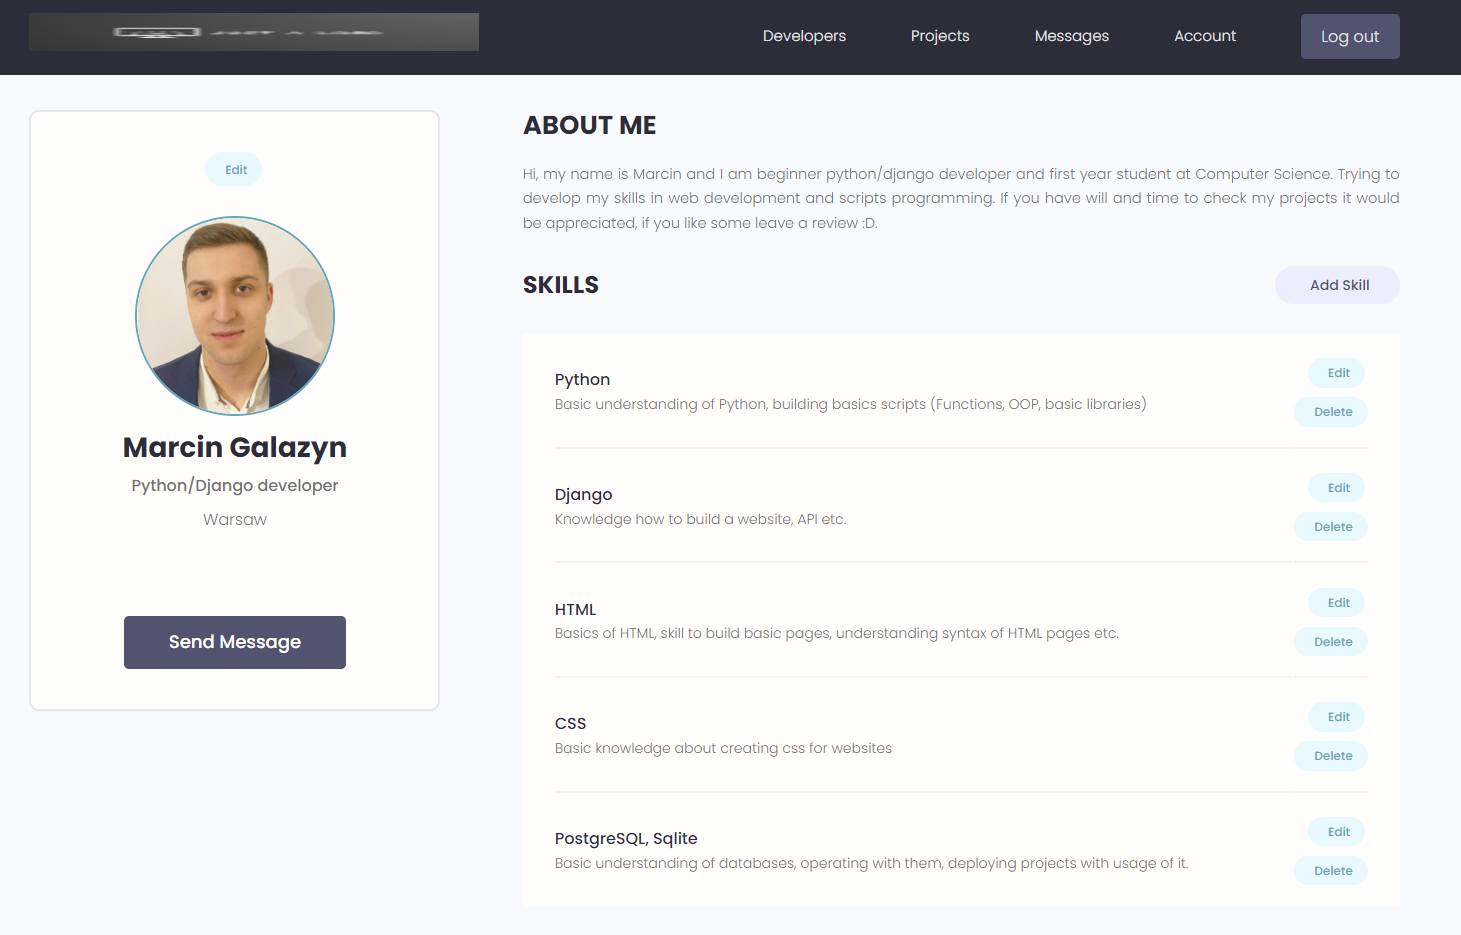 Developers
Projects
Messages
Account
Log out
Edit
Marcin Galazyn
Python/Django developer
Warsaw
Send Message
ABOUT ME
Hi, my name is Marcin and I am beginner python/django developer and first year student at Computer Science. Trying to
develop my skills in web development and scripts programming. If you have will and time to check my projects it would
be appreciated, if you like some leave a review :D.
SKILLS
Add Skill
Python
Basic understanding of Python, building basics scripts (Functions, OOP, basic libraries)
Edit
Delete
Django
Knowledge how to build a website, API etc.
Edit
Delete
HTML
Basics of HTML, skill to build basic pages, understanding syntax of HTML pages etc.
Edit
Delete
CSS
Basic knowledge about creating css for websites
Edit
Delete
PostgreSQL, Sqlite
Basic understanding of databases, operating with them, deploying projects with usage of it.
Edit
Delete